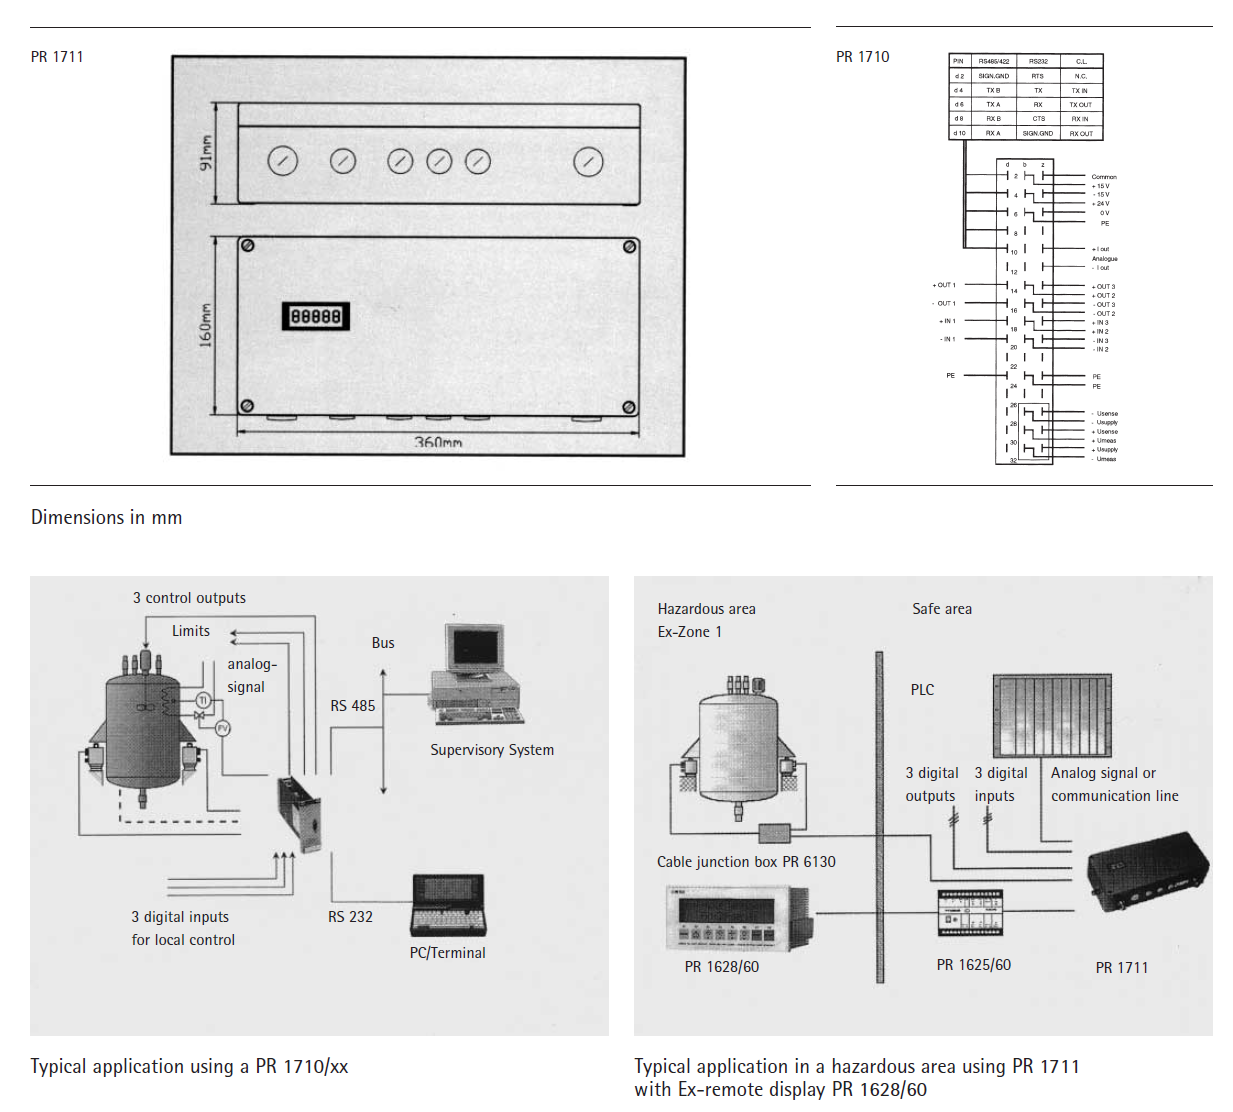 PR 1711
91mm
160mm
88888
360mm
PR 1710
PIN RS485/422 RS232 C.L.
d 2 SIGN.GND RTS N.C.
d 4 TX B TX TX IN
d 6 TX A RX TX OUT
d 8 RX B CTS RX IN
d 10 RX A SIGN.GND RX OUT
d b z
2
4
6
8
10
12
14
16
18
20
22
24
26
28
30
32
Common
+ 15 V
- 15 V
+ 24 V
0 V
PE
+ I out
Analogue
- I out
+ OUT 1
- OUT 1
+ IN 1
- IN 1
PE
+ OUT 3
+ OUT 2
- OUT 3
- OUT 2
+ IN 3
+ IN 2
- IN 3
- IN 2
PE
PE
- Usense
- Usupply
+ Usense
+ Umeas
+ Usupply
- Umeas
Dimensions in mm
3 control outputs
Limits
analog-
signal
TI
PV
Bus
RS 485
Supervisory System
3 digital inputs
for local control
RS 232
PC/Terminal
Typical application using a PR 1710/xx
Hazardous area
Ex-Zone 1
Safe area
PLC
3 digital
outputs
3 digital
inputs
Analog signal or
communication line
Cable junction box PR 6130
PR 1628/60
PR 1625/60
PR 1711
Typical application in a hazardous area using PR 1711
with Ex-remote display PR 1628/60